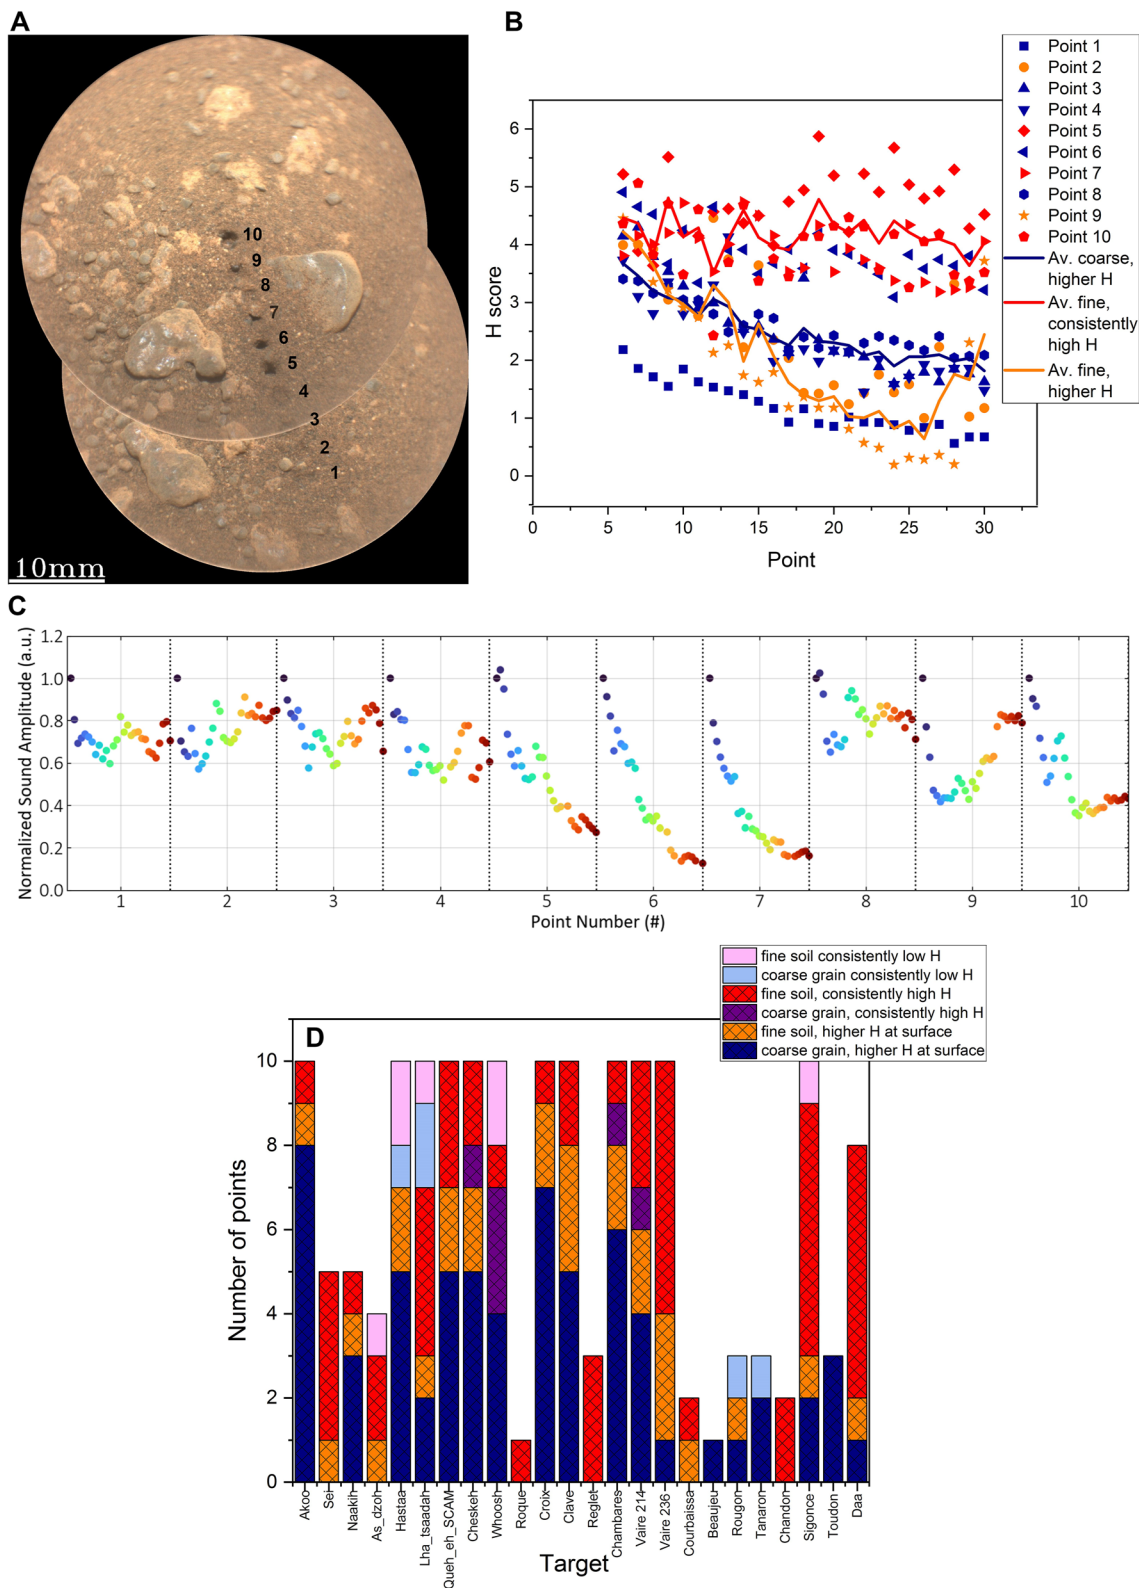 A
10
9
8
7
6
5
4
3
2
1
10mm
B
H score
6
5
4
3
2
1
0
0
5
10
15
20
25
30
Point
Point 1
Point 2
Point 3
Point 4
Point 5
Point 6
Point 7
Point 8
Point 9
Point 10
Av. coarse,
higher H
Av. fine,
consistently
high H
Av. fine,
higher H
C
Normalized Sound Amplitude (a.u.)
1.2
1.0
0.8
0.6
0.4
0.2
0.0
1
2
3
4
5
6
7
8
9
10
Point Number (#)
fine soil consistently low H
coarse grain consistently low H
fine soil, consistently high H
coarse grain, consistently high H
fine soil, higher H at surface
coarse grain, higher H at surface
D
Number of points
10
8
6
4
2
0
Akoo
Sei
Naakih
As_dzoh
Hastaa
Lha_tsaadah
Queh_eh_SCAM
Cheskeh
Whoosh
Roque
Croix
Clave
Reglet
Chambares
Vaire 214
Vaire 236
Courbaissa
Beaujeu
Rougon
Tanaron
Chandon
Sigonce
Toudon
Daa
Target